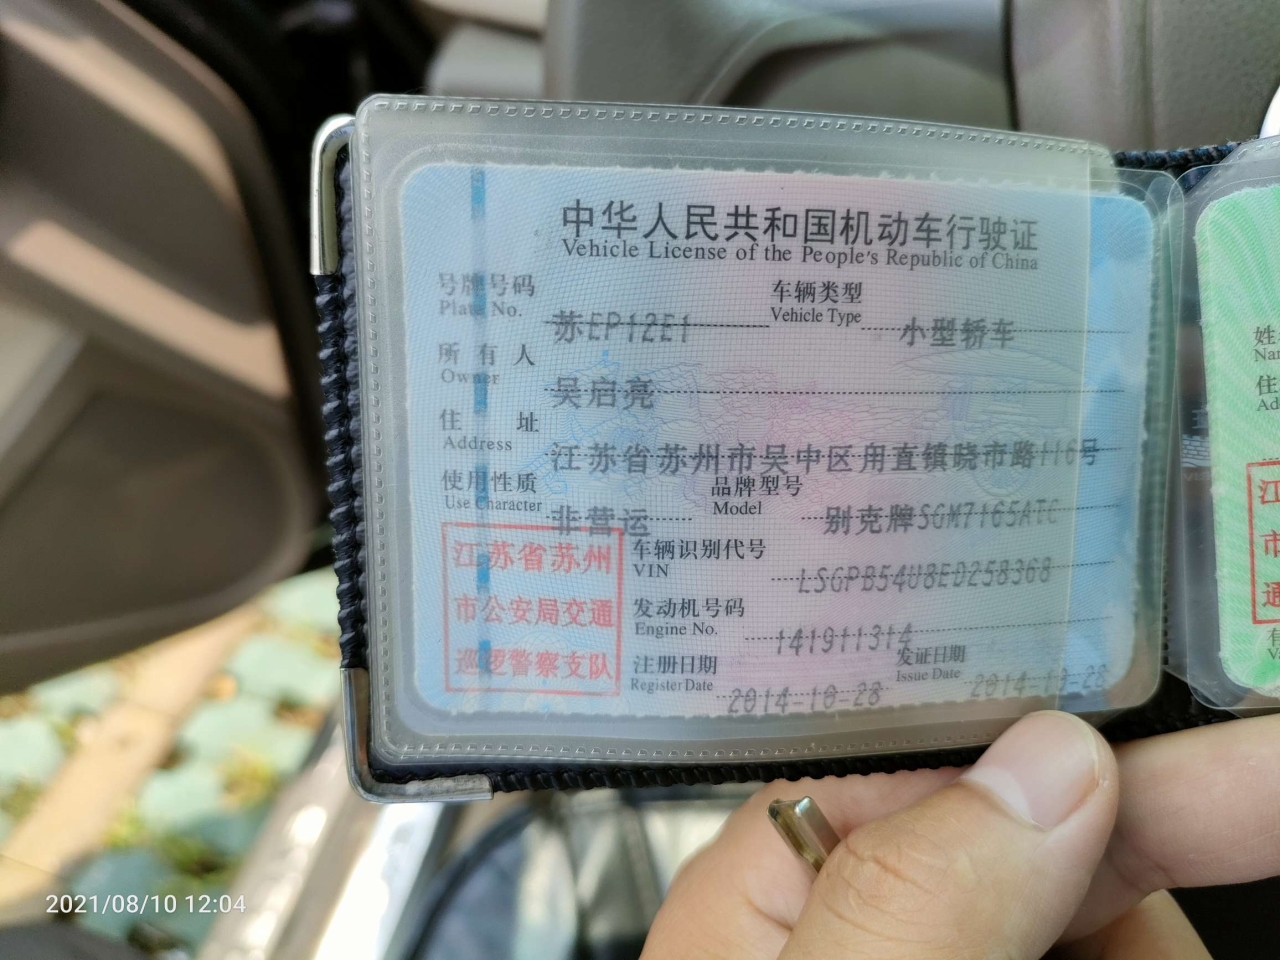 中华人民共和国机动车行驶证
Vehicle License of the People's Republic of China
号牌号码 苏EP12E1 车辆类型 小型轿车
Plate No. Vehicle Type
所有人 吴启亮
Owner
住址 江苏省苏州市吴中区甪直镇晓市路116号
Address
使用性质 非营运 品牌型号 别克牌SGM7165ATC
Use Character Model
车辆识别代号 LSGPB54U8ED258368
VIN
发动机号码 141911314
Engine No.
注册日期 2014-10-28 发证日期 2014-10-28
Register Date Issue Date
江苏省苏州
市公安局交通
巡逻警察支队
姓
住
江
市
通
2021/08/10 12:04